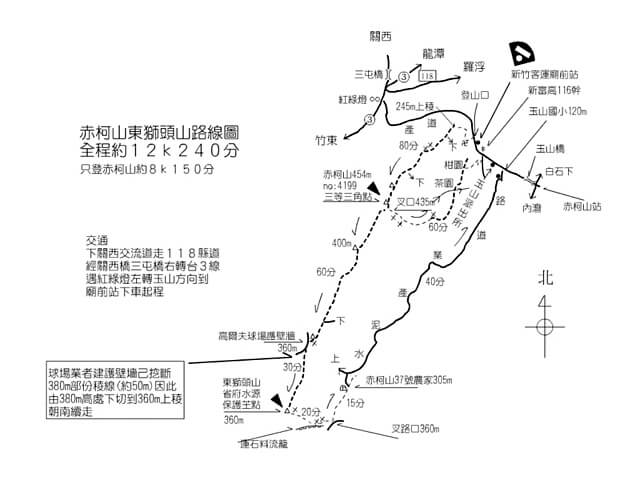 關西
龍潭
羅浮
三屯橋
3
118
紅綠燈
245m上稜
登山口
新竹客運廟前站
新富高116幹
玉山國小120m
3
竹東
產
道
赤柯山東獅頭山路線圖
全程約12k240分
只登赤柯山約8k150分
80分
下
柑園
下
玉山橋
白石下
赤柯山454m
no:4199
三等三角點
茶園
叉口435m
60分
玉山派出所
路
內灣
赤柯山站
道
交通
下關西交流道走118縣道
經關西橋三屯橋右轉台3線
遇紅綠燈左轉玉山方向到
廟前站下車起程
400m
60分
業
40分
產
北
4
下
泥
水
上
高爾夫球場護壁牆
360m
30分
球場業者建護壁墻已挖斷
380m部份稜線(約50m)因此
由380m高處下切到360m上稜
朝南續走
東獅頭山
省府水源
保護芏點
360m
赤柯山37號農家305m
15分
20分
叉路口360m
運石料流籠